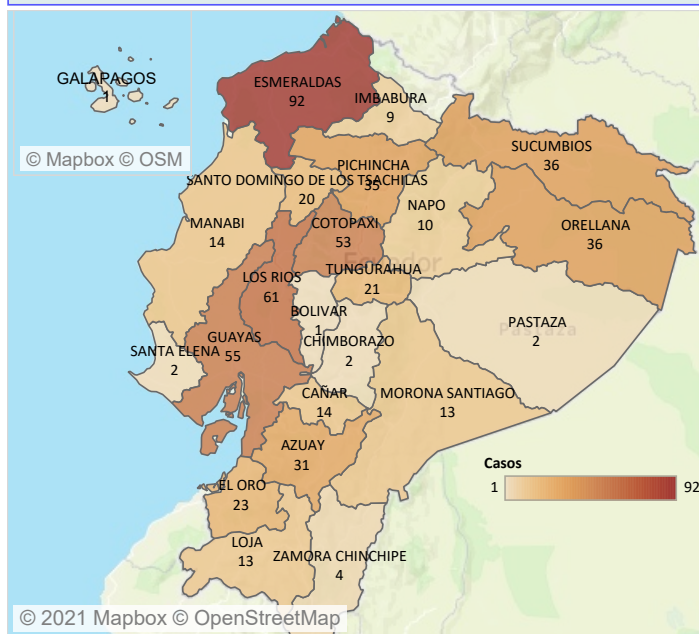 GALAPAGOS
1
© Mapbox © OSM
ESMERALDAS
92
IMBABURA
9
SUCUMBIOS
36
PICHINCHA
35
SANTO DOMINGO DE LOS TSACHILAS
20
NAPO
10
MANABI
14
COTOPAXI
53
ORELLANA
36
Ecuador
TUNGURAHUA
21
LOS RIOS
61
BOLIVAR
1
PASTAZA
Pastaza
2
GUAYAS
55
CHIMBORAZO
2
SANTA ELENA
2
CAÑAR
14
MORONA SANTIAGO
13
AZUAY
31
Casos
1 92
EL ORO
23
LOJA
13
ZAMORA CHINCHIPE
4
© 2021 Mapbox © OpenStreetMap